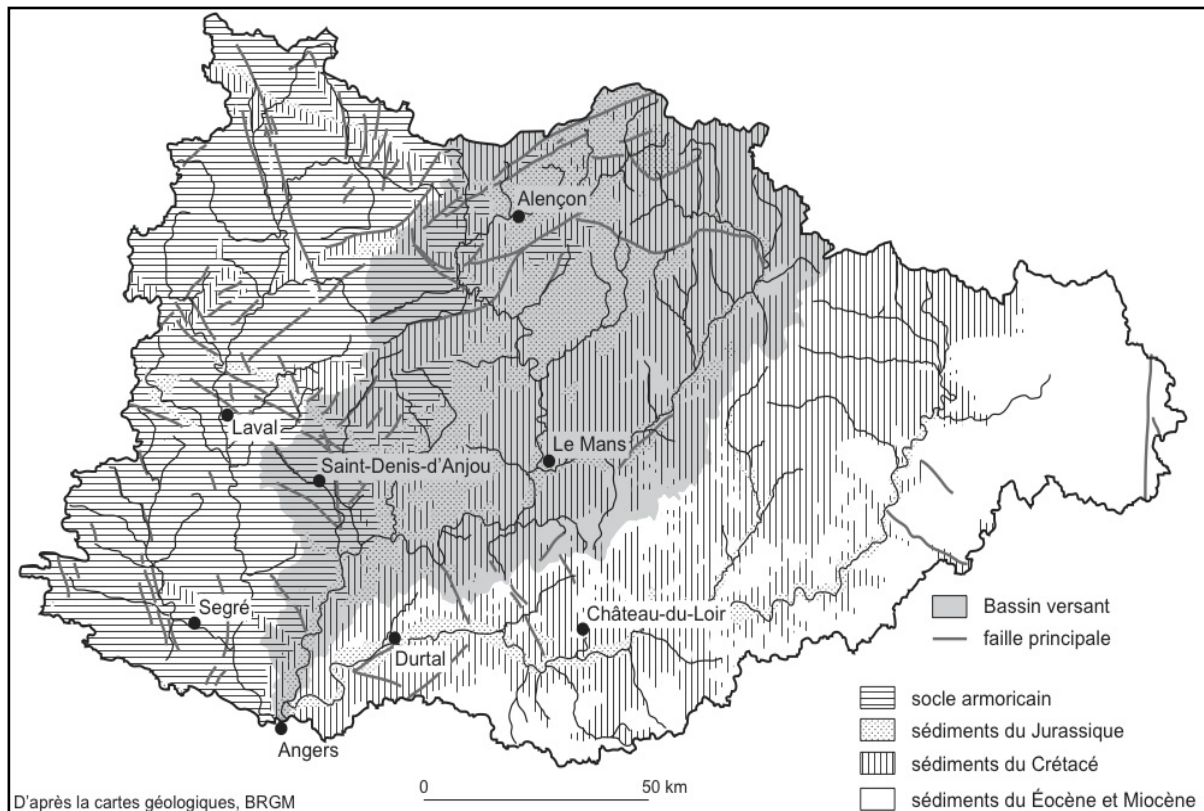 Alençon
Laval
Le Mans
Saint-Denis-d'Anjou
Segré
Château-du-Loir
Durtal
Angers
Bassin versant
faille principale
socle armoricain
sédiments du Jurassique
sédiments du Crétacé
sédiments du Éocène et Miocène
0 50 km
D'après la cartes géologiques, BRGM